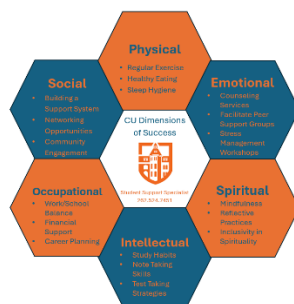 Physical
Regular Exercise
Healthy Eating
Sleep Hygiene
Social
Building a
Support System
Networking
Opportunities
Community
Engagement
Emotional
Counseling
Services
Facilitate Peer
Support Groups
Stress
Management
Workshops
CU Dimensions
of Success
Student Support Specialist
Occupational
Work/School
Balance
Financial
Support
Career Planning
Spiritual
Mindfulness
Reflective
Practices
Inclusivity in
Spirituality
Intellectual
Study Habits
Note Taking
Skills
Test Taking
Strategies